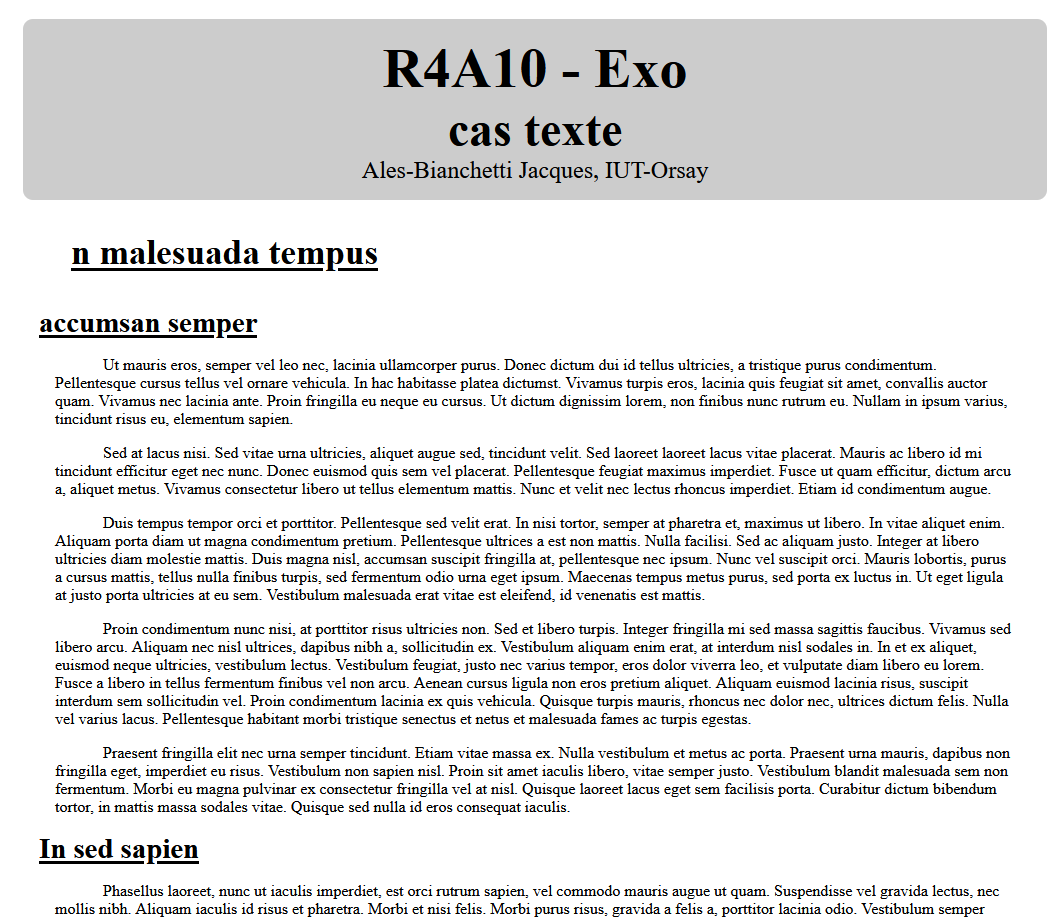 R4A10 - Exo
cas texte
Ales-Bianchetti Jacques, IUT-Orsay
n malesuada tempus
accumsan semper
Ut mauris eros, semper vel leo nec, lacinia ullamcorper purus. Donec dictum dui id tellus ultricies, a tristique purus condimentum.
Pellentesque cursus tellus vel ornare vehicula. In hac habitasse platea dictumst. Vivamus turpis eros, lacinia quis feugiat sit amet, convallis auctor
quam. Vivamus nec lacinia ante. Proin fringilla eu neque eu cursus. Ut dictum dignissim lorem, non finibus nunc rutrum eu. Nullam in ipsum varius,
tincidunt risus eu, elementum sapien.
Sed at lacus nisi. Sed vitae urna ultricies, aliquet augue sed, tincidunt velit. Sed laoreet laoreet lacus vitae placerat. Mauris ac libero id mi
tincidunt efficitur eget nec nunc. Donec euismod quis sem vel placerat. Pellentesque feugiat maximus imperdiet. Fusce ut quam efficitur, dictum arcu
a, aliquet metus. Vivamus consectetur libero ut tellus elementum mattis. Nunc et velit nec lectus rhoncus imperdiet. Etiam id condimentum augue.
Duis tempus tempor orci et porttitor. Pellentesque sed velit erat. In nisi tortor, semper at pharetra et, maximus ut libero. In vitae aliquet enim.
Aliquam porta diam ut magna condimentum pretium. Pellentesque ultrices a est non mattis. Nulla facilisi. Sed ac aliquam justo. Integer at libero
ultricies diam molestie mattis. Duis magna nisl, accumsan suscipit fringilla at, pellentesque nec ipsum. Nunc vel suscipit orci. Mauris lobortis, purus
a cursus mattis, tellus nulla finibus turpis, sed fermentum odio urna eget ipsum. Maecenas tempus metus purus, sed porta ex luctus in. Ut eget ligula
at justo porta ultricies at eu sem. Vestibulum malesuada erat vitae est eleifend, id venenatis est mattis.
Proin condimentum nunc nisi, at porttitor risus ultricies non. Sed et libero turpis. Integer fringilla mi sed massa sagittis faucibus. Vivamus sed
libero arcu. Aliquam nec nisl ultrices, dapibus nibh a, sollicitudin ex. Vestibulum aliquam enim erat, at interdum nisl sodales in. In et ex aliquet,
euismod neque ultricies, vestibulum lectus. Vestibulum feugiat, justo nec varius tempor, eros dolor viverra leo, et vulputate diam libero eu lorem.
Fusce a libero in tellus fermentum finibus vel non arcu. Aenean cursus ligula non eros pretium aliquet. Aliquam euismod lacinia risus, suscipit
interdum sem sollicitudin vel. Proin condimentum lacinia ex quis vehicula. Quisque turpis mauris, rhoncus nec dolor nec, ultrices dictum felis. Nulla
vel varius lacus. Pellentesque habitant morbi tristique senectus et netus et malesuada fames ac turpis egestas.
Praesent fringilla elit nec urna semper tincidunt. Etiam vitae massa ex. Nulla vestibulum et metus ac porta. Praesent urna mauris, dapibus non
fringilla eget, imperdiet eu risus. Vestibulum non sapien nisl. Proin sit amet iaculis libero, vitae semper justo. Vestibulum blandit malesuada sem non
fermentum. Morbi eu magna pulvinar ex consectetur fringilla vel at nisl. Quisque laoreet lacus eget sem facilisis porta. Curabitur dictum bibendum
tortor, in mattis massa sodales vitae. Quisque sed nulla id eros consequat iaculis.
In sed sapien
Phasellus laoreet, nunc ut iaculis imperdiet, est orci rutrum sapien, vel commodo mauris augue ut quam. Suspendisse vel gravida lectus, nec
mollis nibh. Aliquam iaculis id risus et pharetra. Morbi et nisi felis. Morbi purus risus, gravida a felis a, porttitor lacinia odio. Vestibulum semper